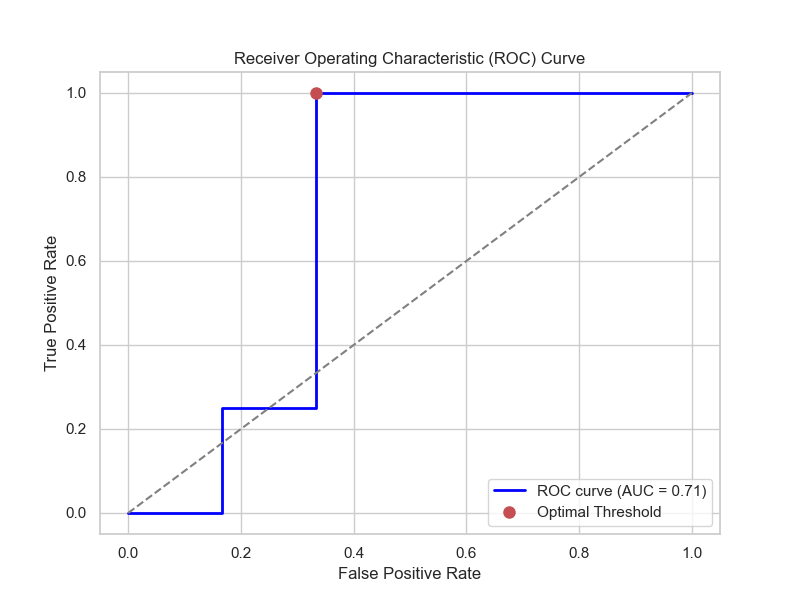 Receiver Operating Characteristic (ROC) Curve
True Positive Rate
1.0
0.8
0.6
0.4
0.2
0.0
ROC curve (AUC = 0.71)
Optimal Threshold
0.0 0.2 0.4 0.6 0.8 1.0
False Positive Rate